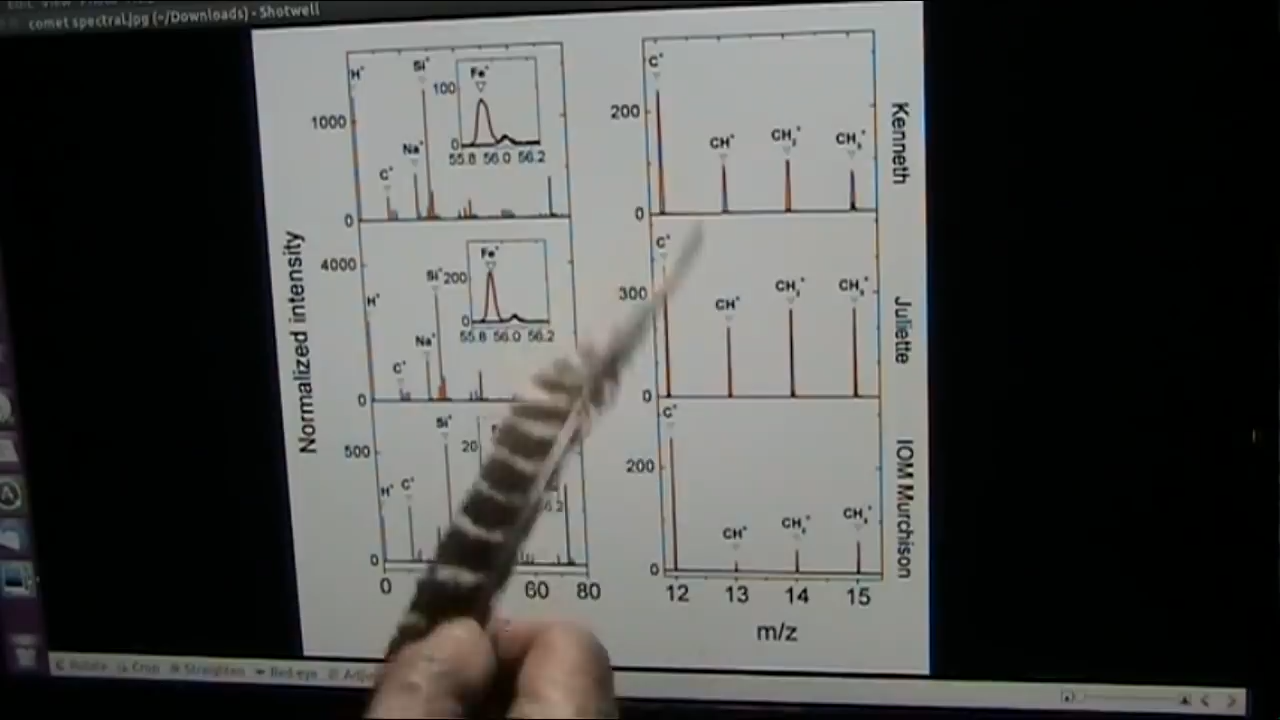 comet spectral.jpg (~/Downloads) - Shotwell
Normalized intensity
1000
0
H⁺
C⁺
Na⁺
Si⁺
100
0
Fe⁺
55.8 56.0 56.2
4000
0
H⁺
C⁺
Na⁺
Si⁺
200
0
Fe⁺
55.8 56.0 56.2
500
0
H⁺
C⁺
Si⁺
20
0
60
80
200
0
C⁺
CH⁺
CH₂⁺
CH₃⁺
Kenneth
300
0
C⁺
CH⁺
CH₂⁺
CH₃⁺
Juliette
200
0
C⁺
CH⁺
CH₂⁺
CH₃⁺
IOM Murchison
12 13 14 15
m/z
Rotate Crop Straighten Red eye